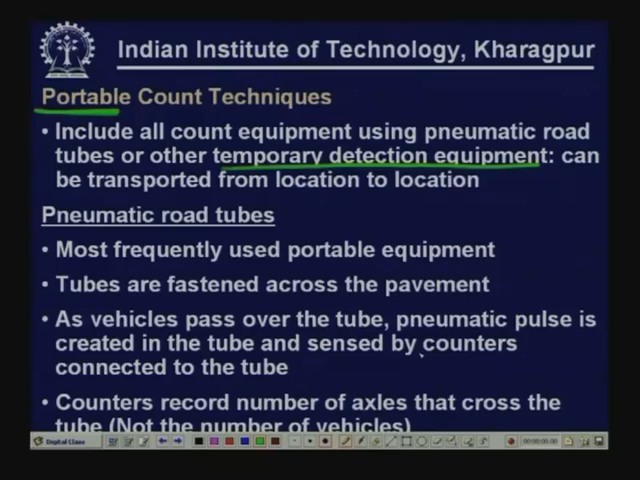 Indian Institute of Technology, Kharagpur
Portable Count Techniques
• Include all count equipment using pneumatic road
tubes or other temporary detection equipment: can
be transported from location to location
Pneumatic road tubes
• Most frequently used portable equipment
• Tubes are fastened across the pavement
• As vehicles pass over the tube, pneumatic pulse is
created in the tube and sensed by counters
connected to the tube
• Counters record number of axles that cross the
tube (Not the number of vehicles)
Digital Class 00:00:00.00